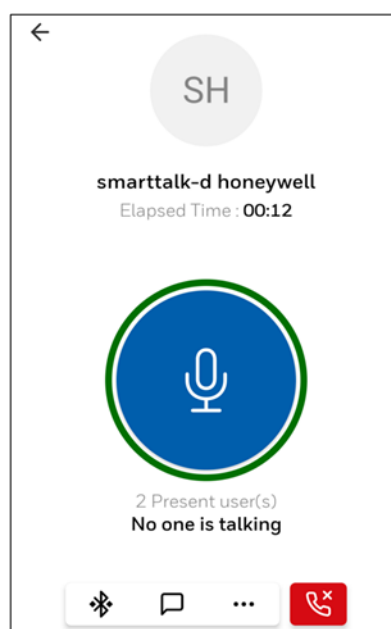 SH
smarttalk-d honeywell
Elapsed Time : 00:12
2 Present user(s)
No one is talking